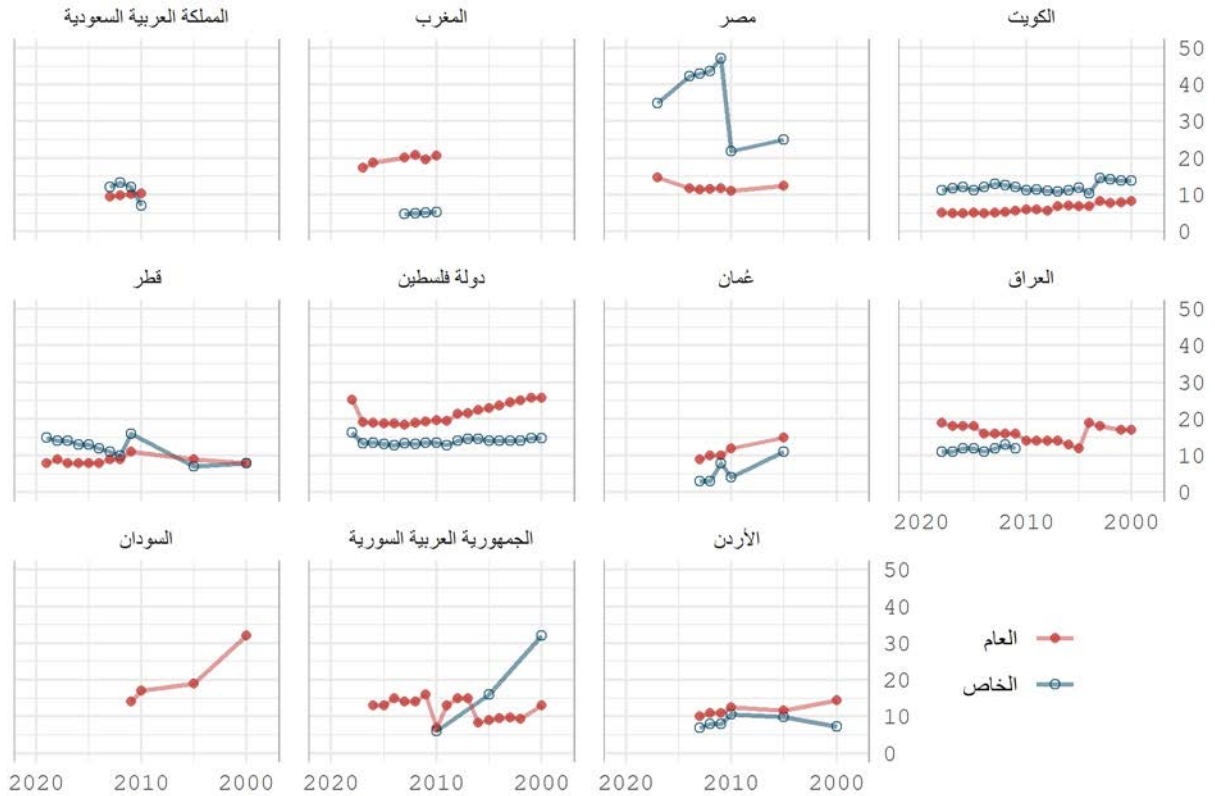 الكويت
مصر
المغرب
المملكة العربية السعودية
50
40
30
20
10
0
العراق
عُمان
دولة فلسطين
قطر
50
40
30
20
10
0
2020 2010 2000
الأردن
الجمهورية العربية السورية
السودان
50
40
30
20
10
0
العام
الخاص
2020 2010 2000
2020 2010 2000
2020 2010 2000